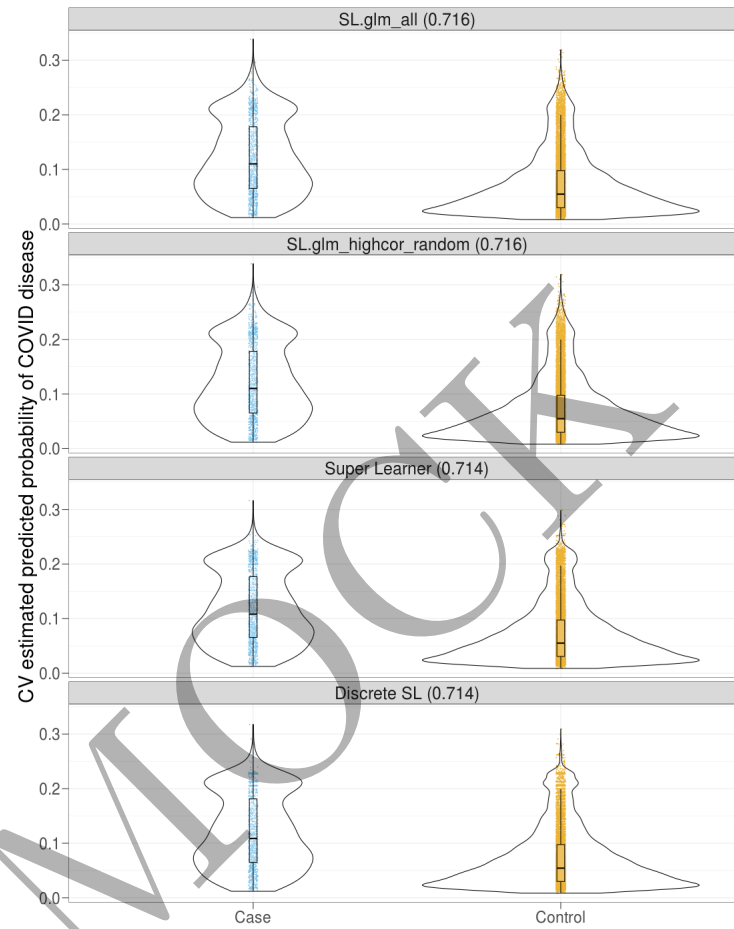 SL.glm_all (0.716)
0.3
0.2
0.1
0.0
SL.glm_highcor_random (0.716)
0.3
0.2
0.1
0.0
Super Learner (0.714)
0.3
0.2
0.1
0.0
Discrete SL (0.714)
0.3
0.2
0.1
0.0
Case Control
CV estimated predicted probability of COVID disease
MOCK